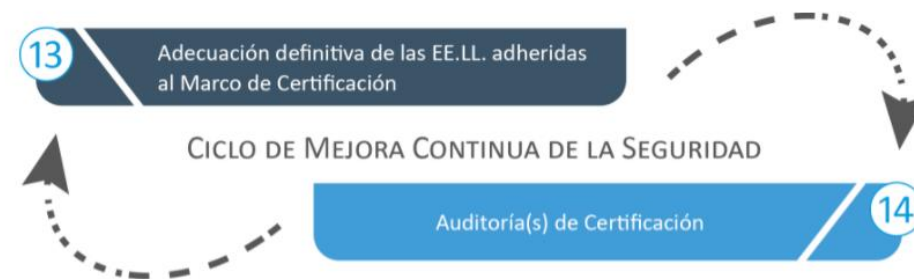 13
Adecuación definitiva de las EE.LL. adheridas
al Marco de Certificación
CICLO DE MEJORA CONTINUA DE LA SEGURIDAD
Auditoría(s) de Certificación
14